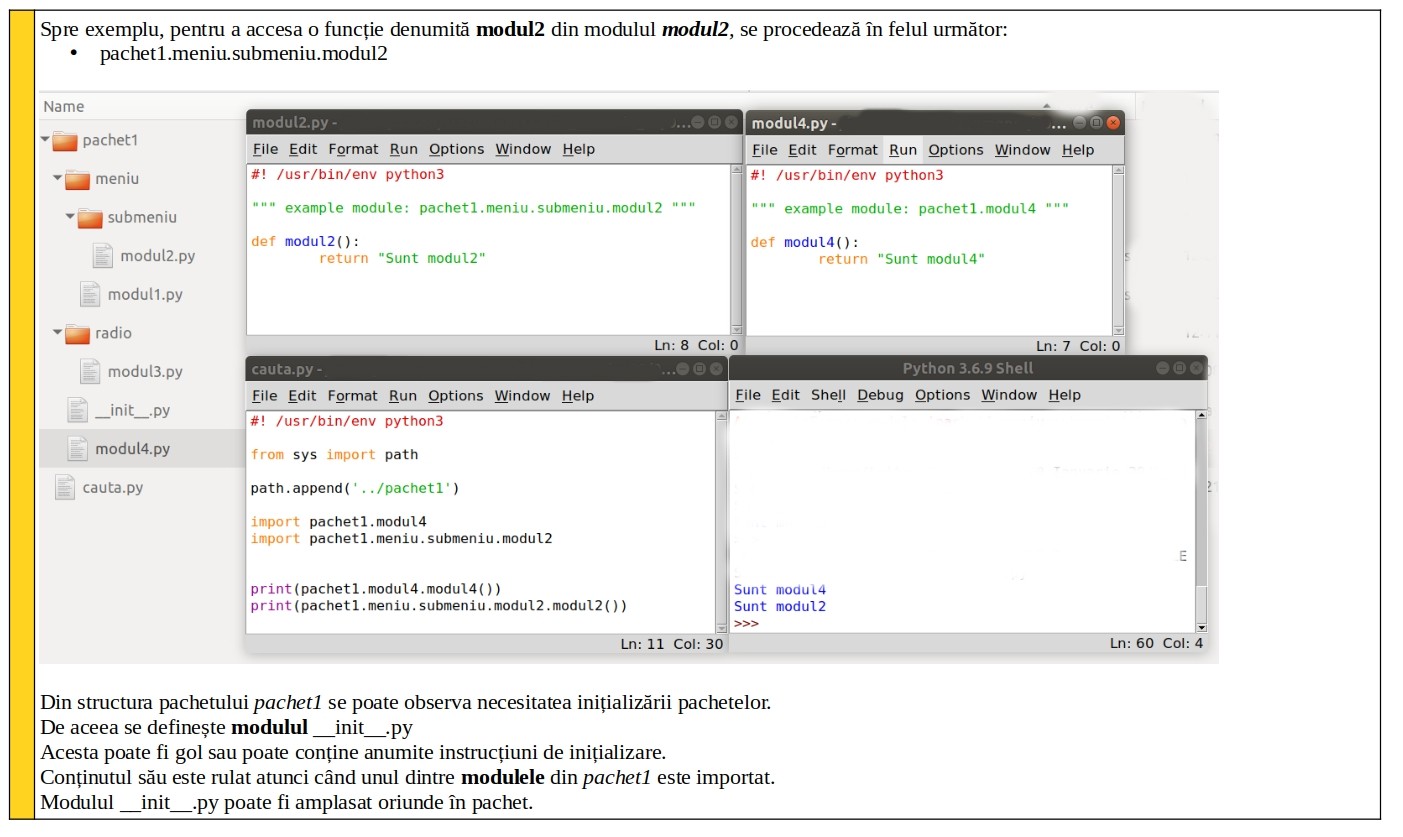 Spre exemplu, pentru a accesa o funcție denumită modul2 din modulul modul2, se procedează în felul următor:
• pachet1.meniu.submeniu.modul2
Name
pachet1
meniu
submeniu
modul2.py
modul1.py
radio
modul3.py
__init__.py
modul4.py
cauta.py
modul2.py - ...
File Edit Format Run Options Window Help
#! /usr/bin/env python3
""" example module: pachet1.meniu.submeniu.modul2 """
def modul2():
return "Sunt modul2"
Ln: 8 Col: 0
modul4.py - ...
File Edit Format Run Options Window Help
#! /usr/bin/env python3
""" example module: pachet1.modul4 """
def modul4():
return "Sunt modul4"
Ln: 7 Col: 0
cauta.py - ...
File Edit Format Run Options Window Help
#! /usr/bin/env python3
from sys import path
path.append('../pachet1')
import pachet1.modul4
import pachet1.meniu.submeniu.modul2
print(pachet1.modul4.modul4())
print(pachet1.meniu.submeniu.modul2.modul2())
Ln: 11 Col: 30
Python 3.6.9 Shell
File Edit Shell Debug Options Window Help
E
Sunt modul4
Sunt modul2
>>>
Ln: 60 Col: 4
Din structura pachetului pachet1 se poate observa necesitatea inițializării pachetelor.
De aceea se definește modulul __init__.py
Acesta poate fi gol sau poate conține anumite instrucțiuni de inițializare.
Conținutul său este rulat atunci când unul dintre modulele din pachet1 este importat.
Modulul __init__.py poate fi amplasat oriunde în pachet.